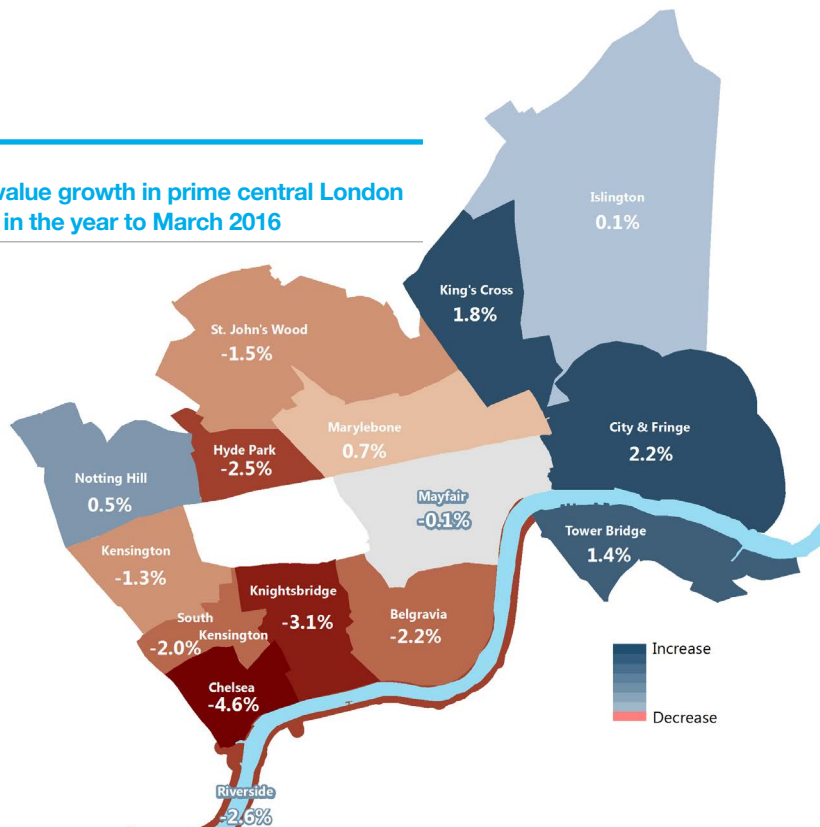 value growth in prime central London
in the year to March 2016
Islington
0.1%
King's Cross
1.8%
St. John's Wood
-1.5%
Marylebone
0.7%
City & Fringe
2.2%
Hyde Park
-2.5%
Notting Hill
0.5%
Mayfair
-0.1%
Tower Bridge
1.4%
Kensington
-1.3%
Knightsbridge
-3.1%
Belgravia
-2.2%
South
Kensington
-2.0%
Chelsea
-4.6%
Increase
Decrease
Riverside
-2.6%